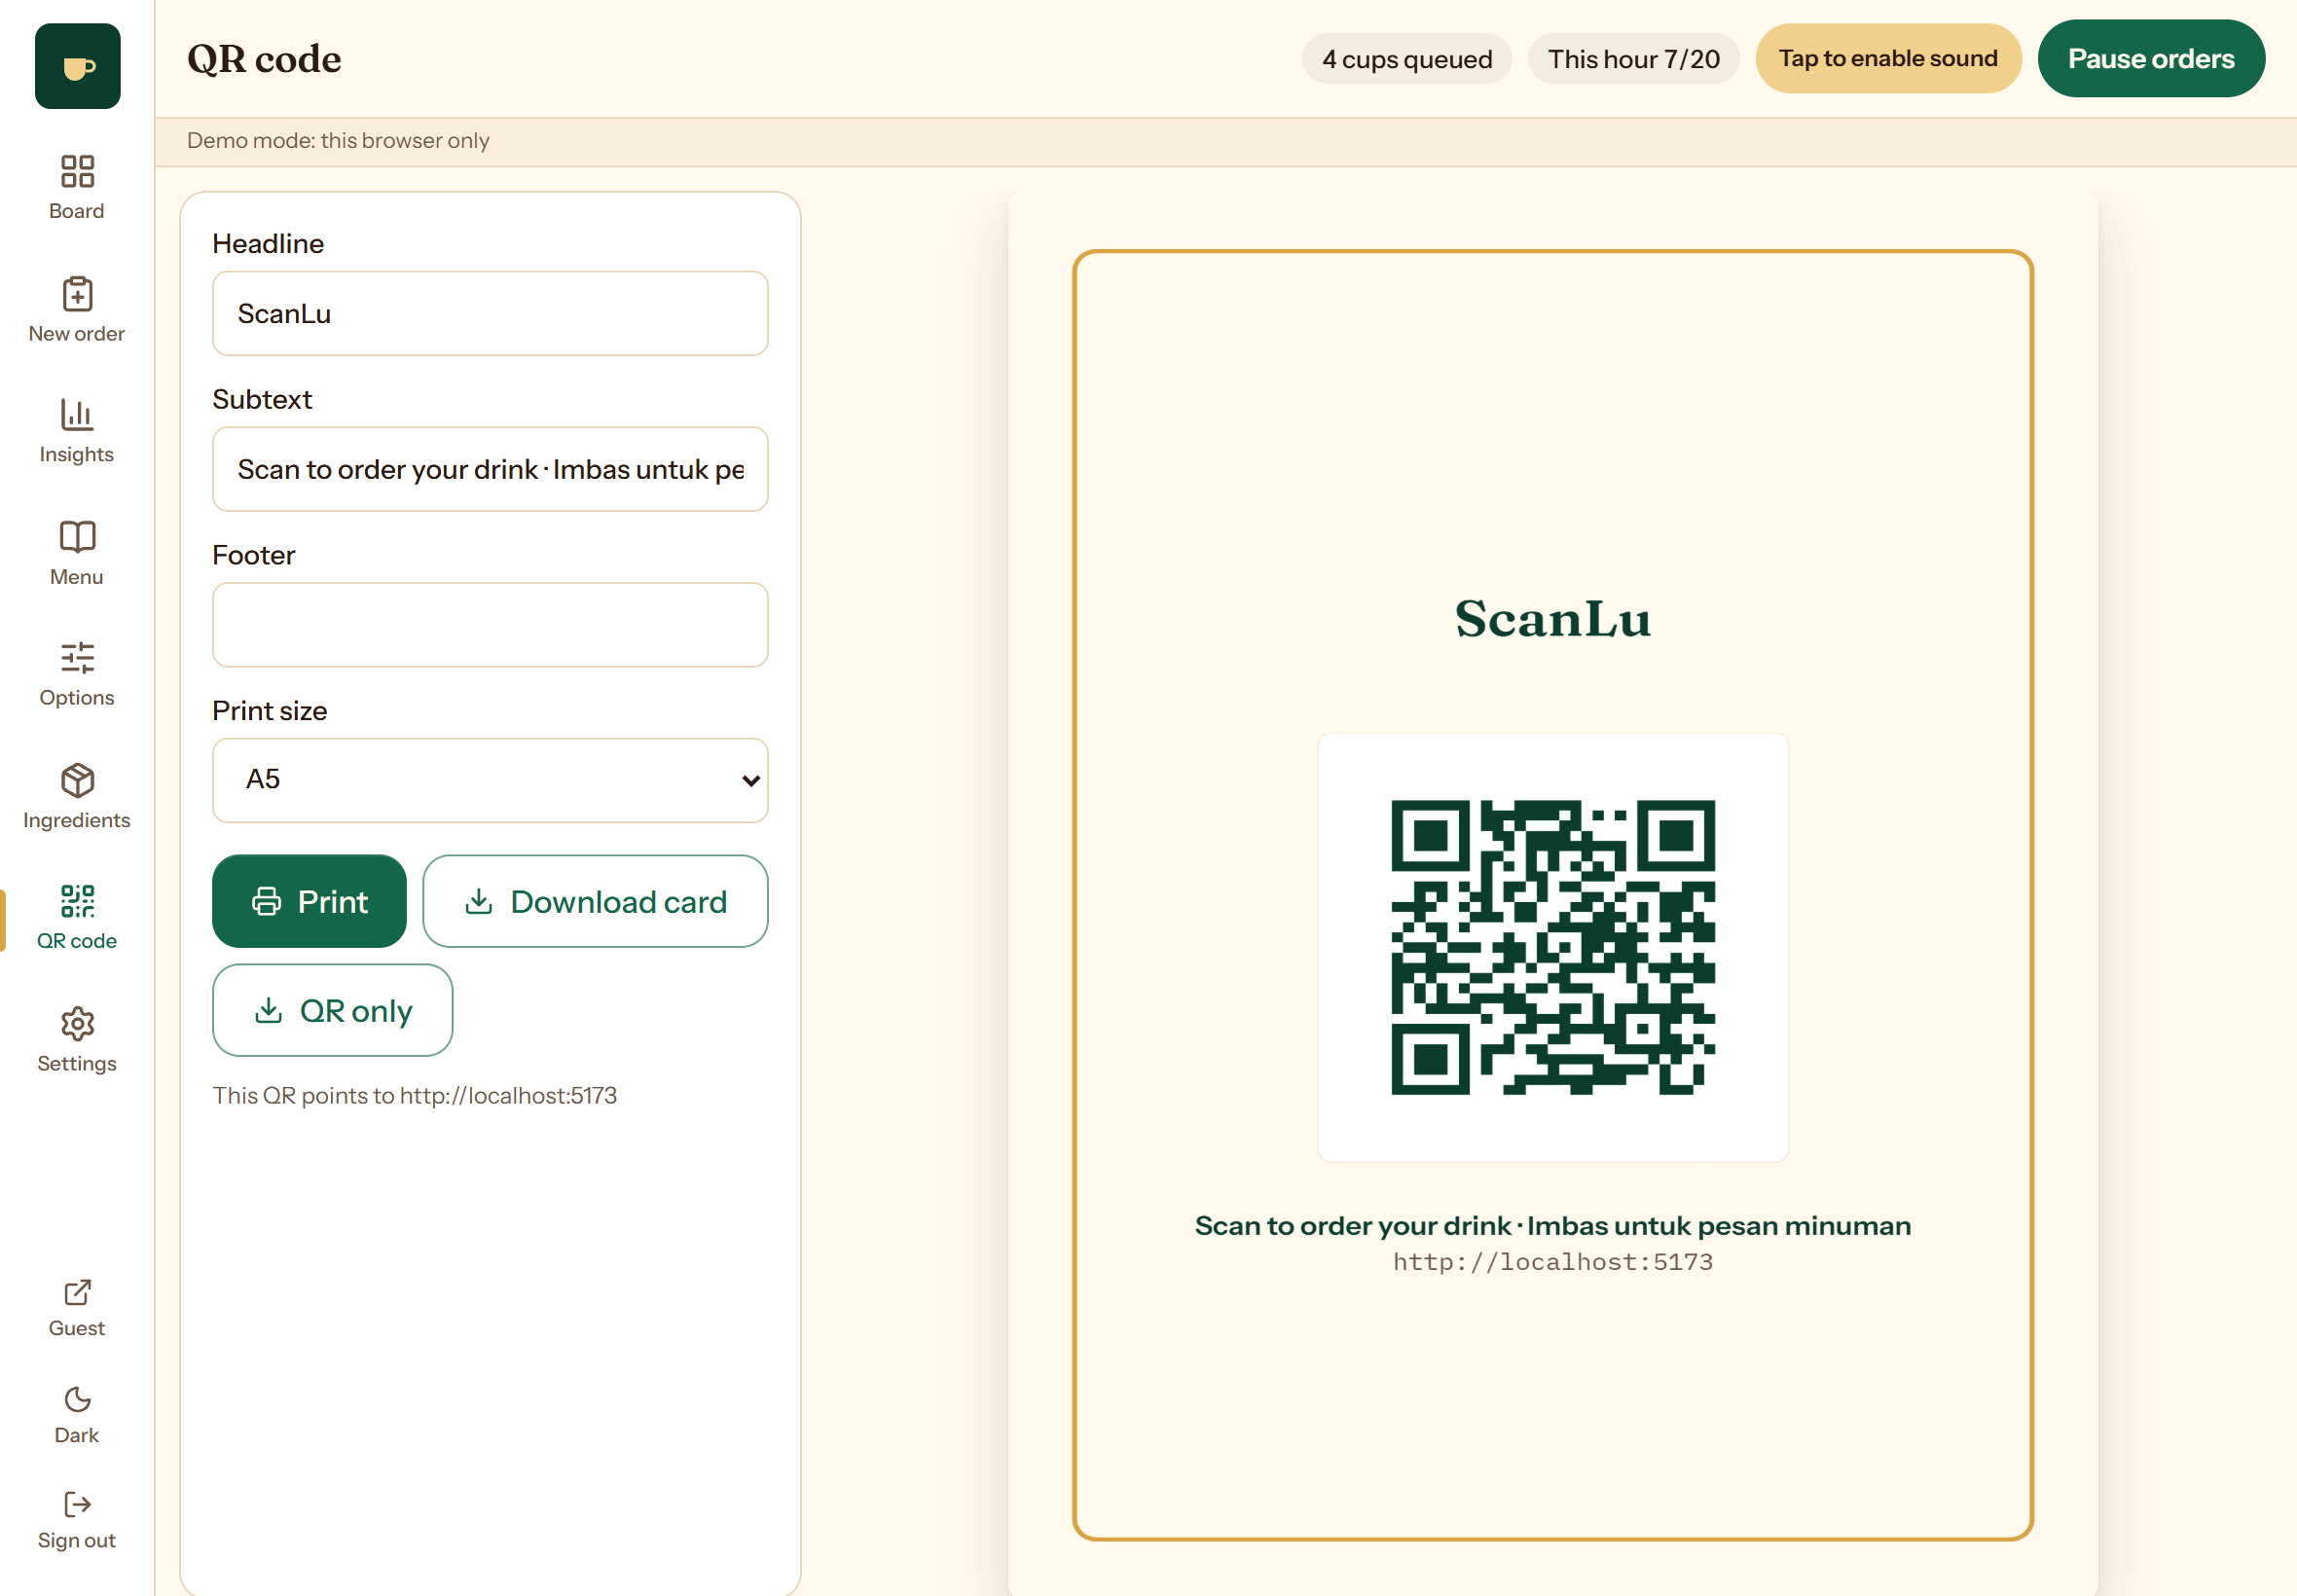 QR code
4 cups queued
This hour 7/20
Tap to enable sound
Pause orders
Demo mode: this browser only
Board
New order
Insights
Menu
Options
Ingredients
QR code
Settings
Guest
Dark
Sign out
Headline
ScanLu
Subtext
Scan to order your drink · Imbas untuk pe
Footer
Print size
A5
Print
Download card
QR only
This QR points to http://localhost:5173
ScanLu
Scan to order your drink · Imbas untuk pesan minuman
http://localhost:5173